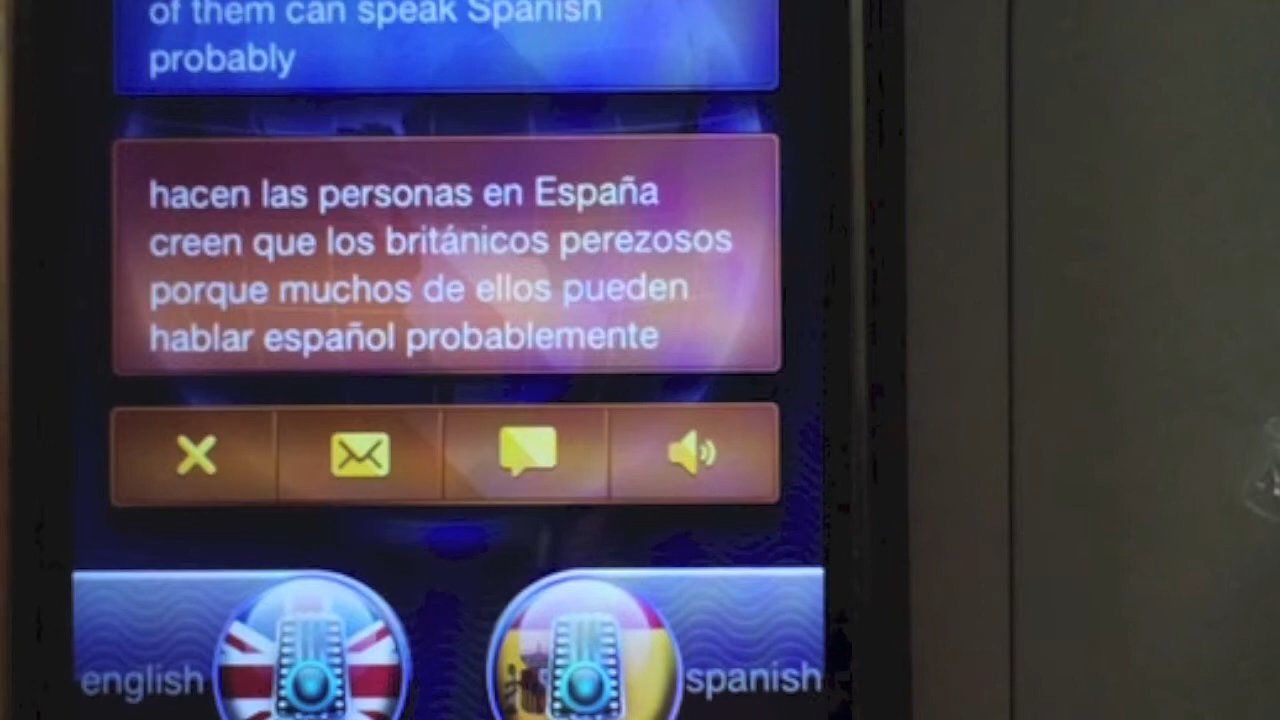 of them can speak Spanish
probably
hacen las personas en España
creen que los británicos perezosos
porque muchos de ellos pueden
hablar español probablemente
english
spanish